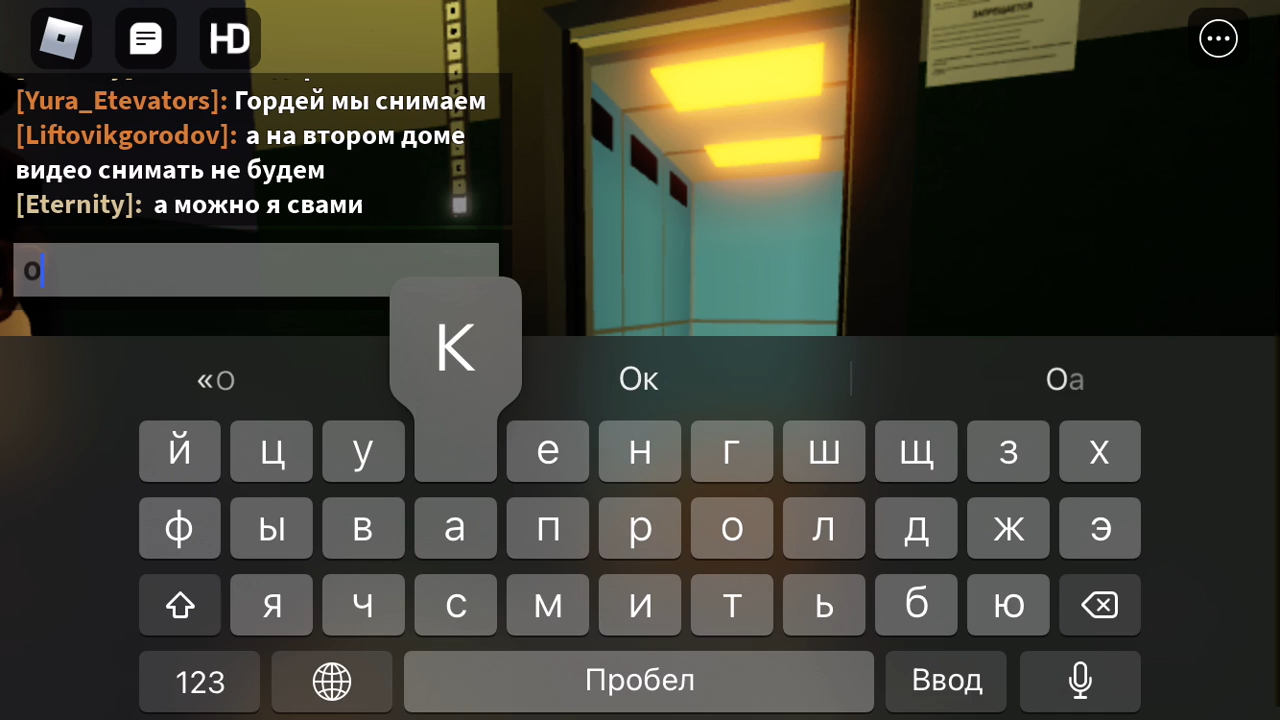 HD
ЗАПРЕЩАЕТСЯ
[Yura_Etevators]: Гордей мы снимаем
[Liftovikgorodov]: а на втором доме
видео снимать не будем
[Eternity]: а можно я свами
о
К
«о Ок Оа
й ц у е н г ш щ з х
ф ы в а п р о л д ж э
я ч с м и т ь б ю
123 Пробел Ввод